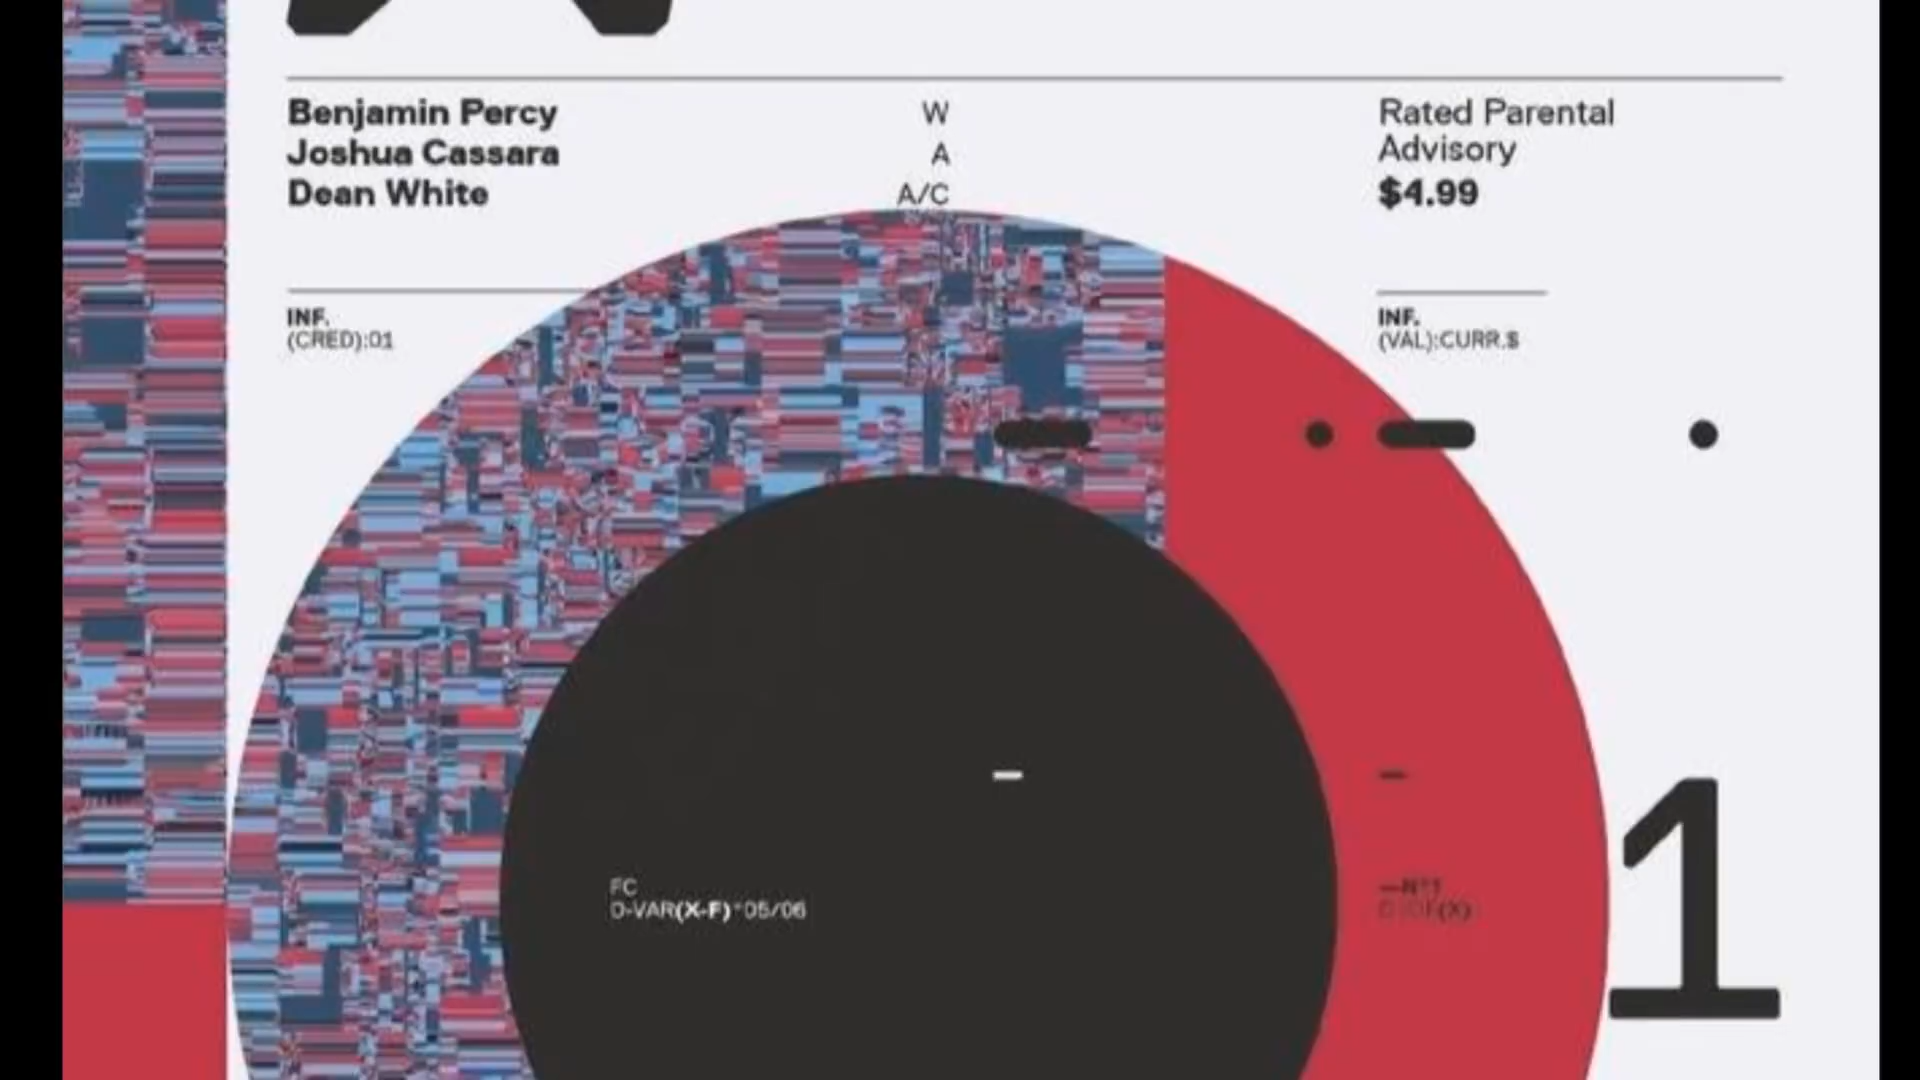 Benjamin Percy
Joshua Cassara
Dean White
W
A
A/C
Rated Parental
Advisory
$4.99
INF.
(CRED):01
INF.
(VAL):CURR.$
FC
D-VAR(X-F)*05/06
1